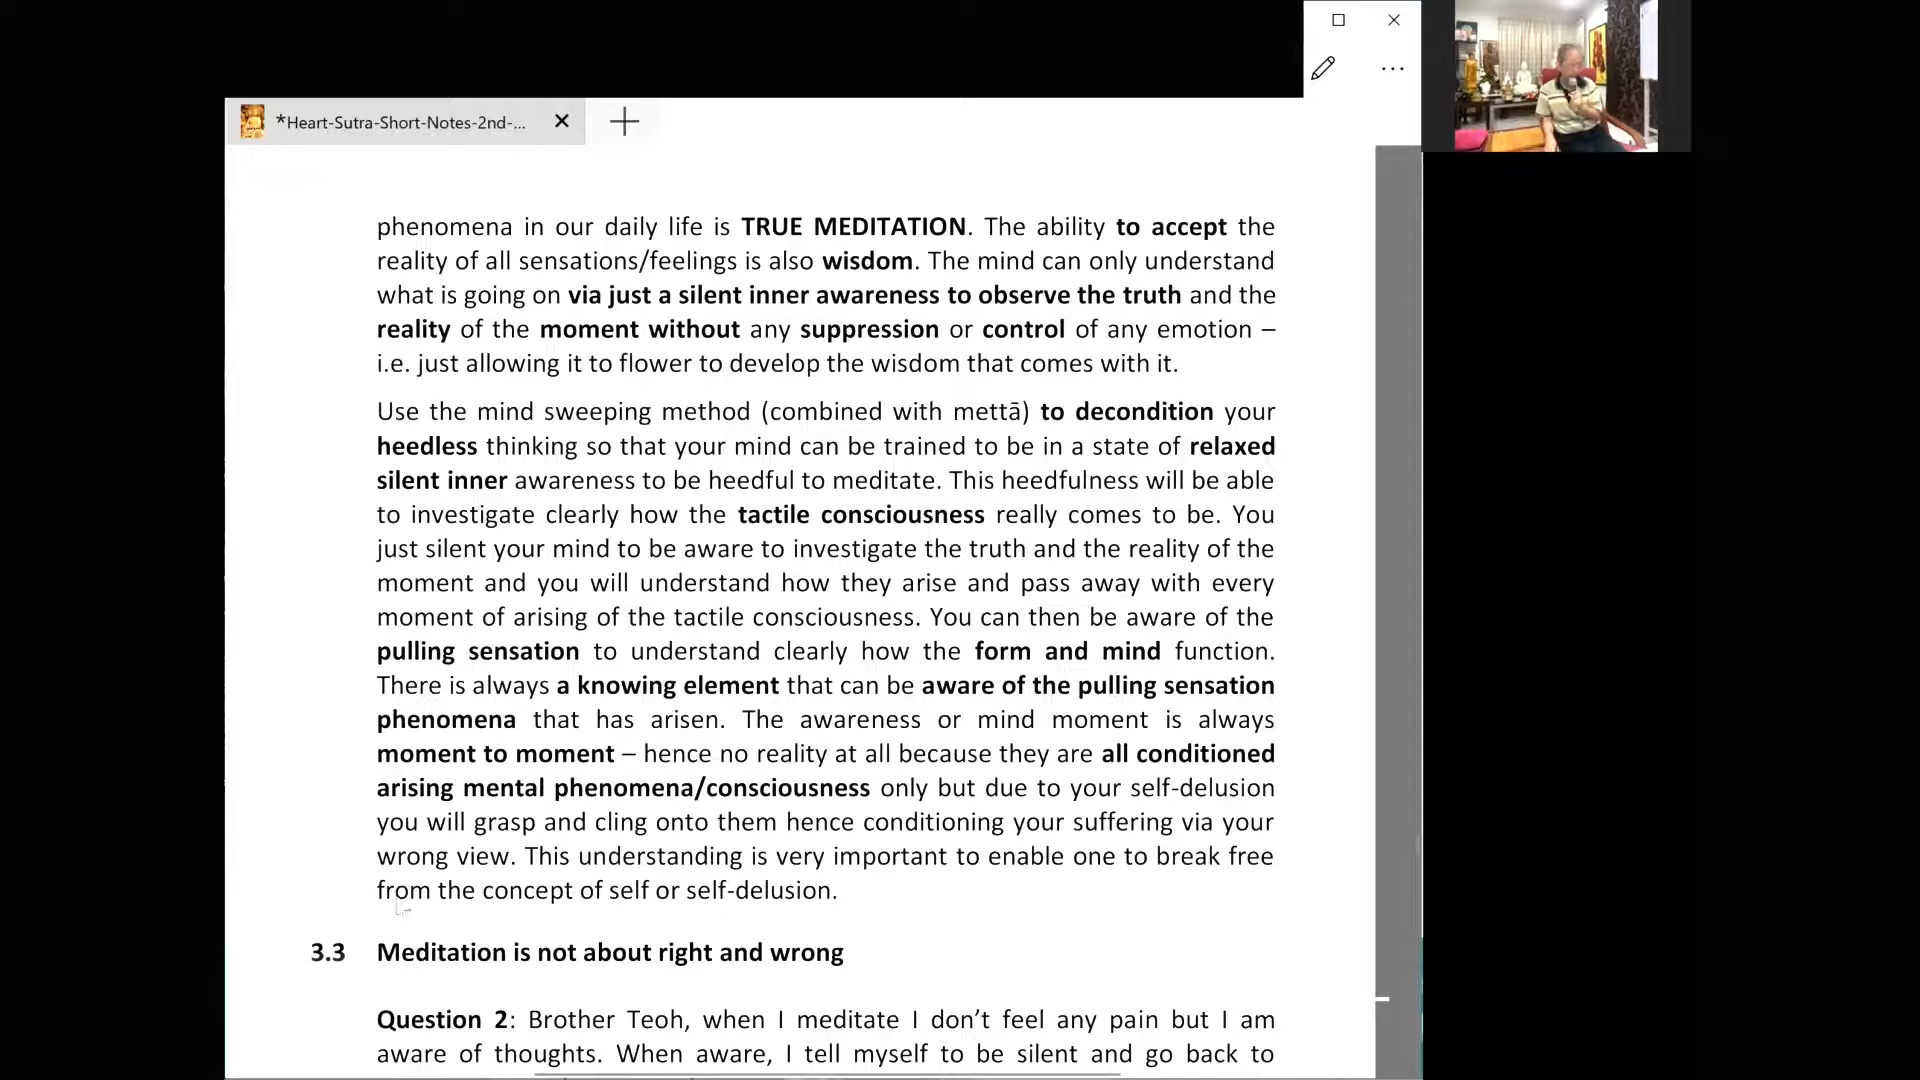 *Heart-Sutra-Short-Notes-2nd-...
phenomena in our daily life is TRUE MEDITATION. The ability to accept the
reality of all sensations/feelings is also wisdom. The mind can only understand
what is going on via just a silent inner awareness to observe the truth and the
reality of the moment without any suppression or control of any emotion –
i.e. just allowing it to flower to develop the wisdom that comes with it.
Use the mind sweeping method (combined with mettā) to decondition your
heedless thinking so that your mind can be trained to be in a state of relaxed
silent inner awareness to be heedful to meditate. This heedfulness will be able
to investigate clearly how the tactile consciousness really comes to be. You
just silent your mind to be aware to investigate the truth and the reality of the
moment and you will understand how they arise and pass away with every
moment of arising of the tactile consciousness. You can then be aware of the
pulling sensation to understand clearly how the form and mind function.
There is always a knowing element that can be aware of the pulling sensation
phenomena that has arisen. The awareness or mind moment is always
moment to moment – hence no reality at all because they are all conditioned
arising mental phenomena/consciousness only but due to your self-delusion
you will grasp and cling onto them hence conditioning your suffering via your
wrong view. This understanding is very important to enable one to break free
from the concept of self or self-delusion.
3.3 Meditation is not about right and wrong
Question 2: Brother Teoh, when I meditate I don't feel any pain but I am
aware of thoughts. When aware, I tell myself to be silent and go back to